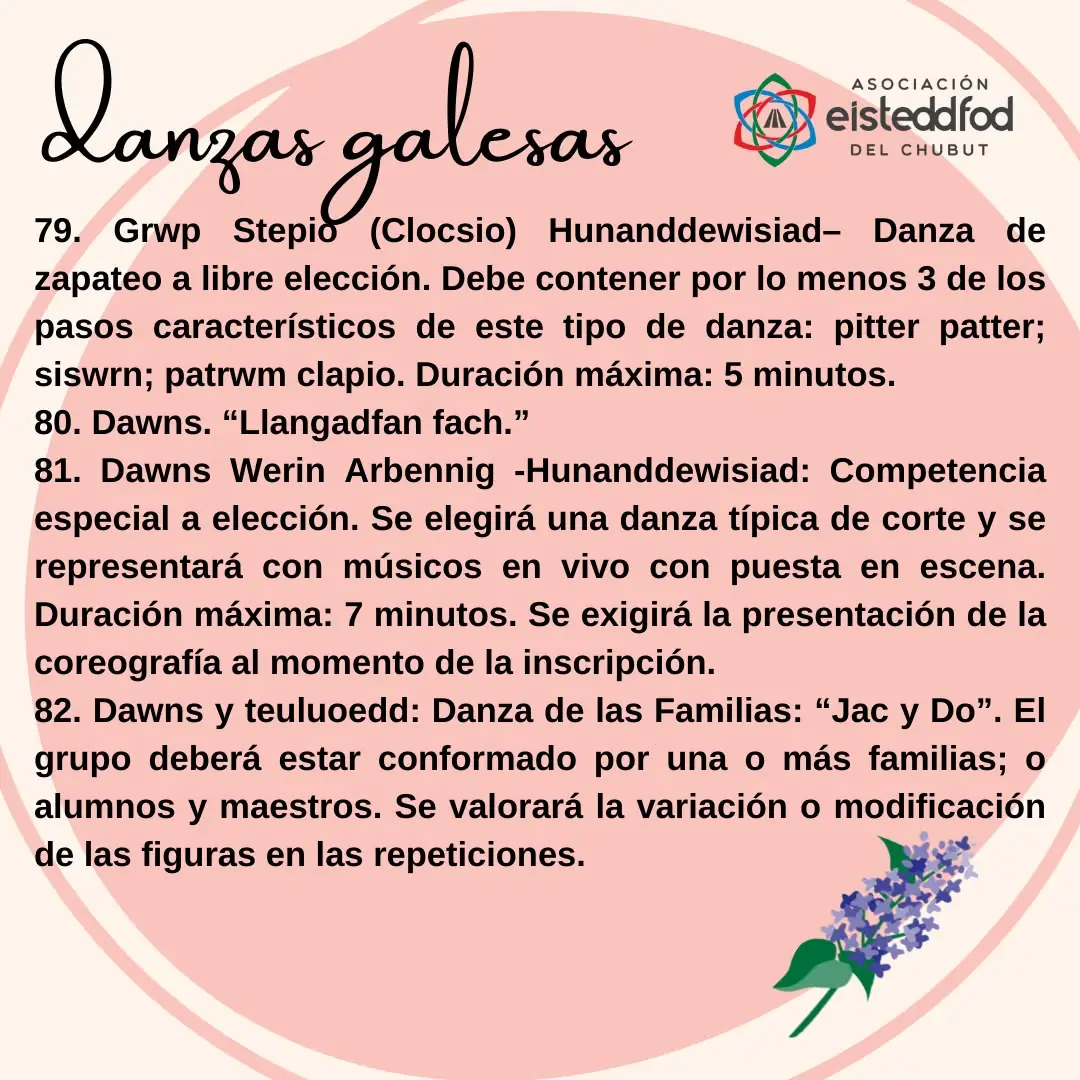 danzas galesas
ASOCIACIÓN
eisteddfod
DEL CHUBUT
79. Grwp Stepio (Clocsio) Hunanddewisiad– Danza de
zapateo a libre elección. Debe contener por lo menos 3 de los
pasos característicos de este tipo de danza: pitter patter;
siswrn; patrwm clapio. Duración máxima: 5 minutos.
80. Dawns. “Llangadfan fach.”
81. Dawns Werin Arbennig -Hunanddewisiad: Competencia
especial a elección. Se elegirá una danza típica de corte y se
representará con músicos en vivo con puesta en escena.
Duración máxima: 7 minutos. Se exigirá la presentación de la
coreografía al momento de la inscripción.
82. Dawns y teuluoedd: Danza de las Familias: “Jac y Do”. El
grupo deberá estar conformado por una o más familias; o
alumnos y maestros. Se valorará la variación o modificación
de las figuras en las repeticiones.